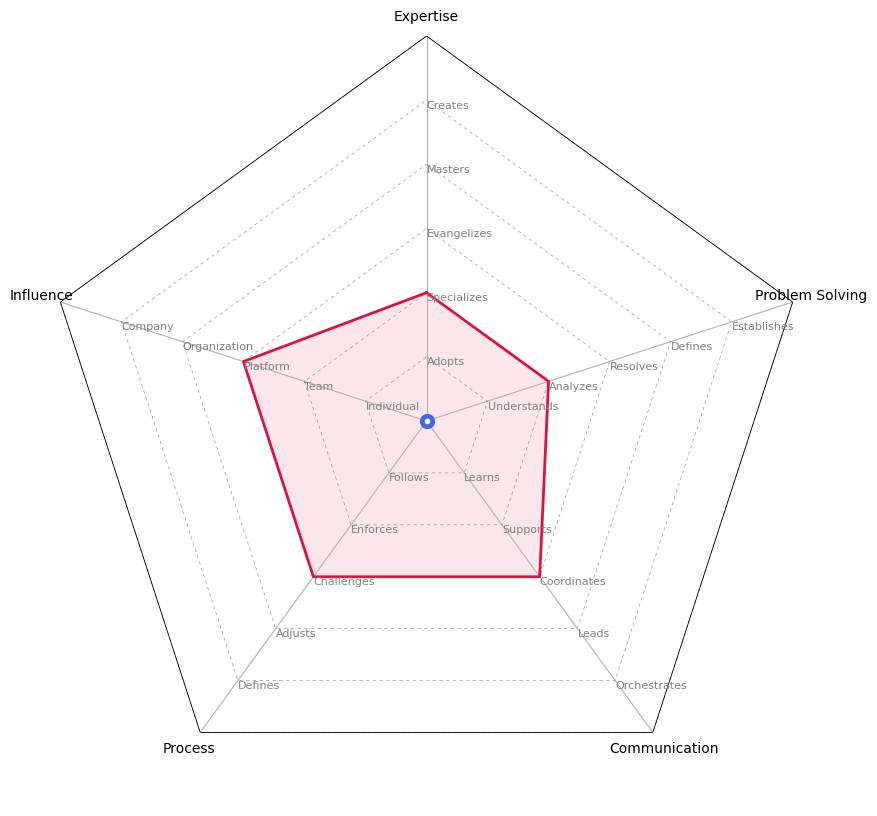 Expertise
Creates
Masters
Evangelizes
Specializes
Adopts
Influence
Company
Organization
Platform
Team
Individual
Problem Solving
Establishes
Defines
Resolves
Analyzes
Understands
Follows
Enforces
Challenges
Adjusts
Defines
Process
Learns
Supports
Coordinates
Leads
Orchestrates
Communication